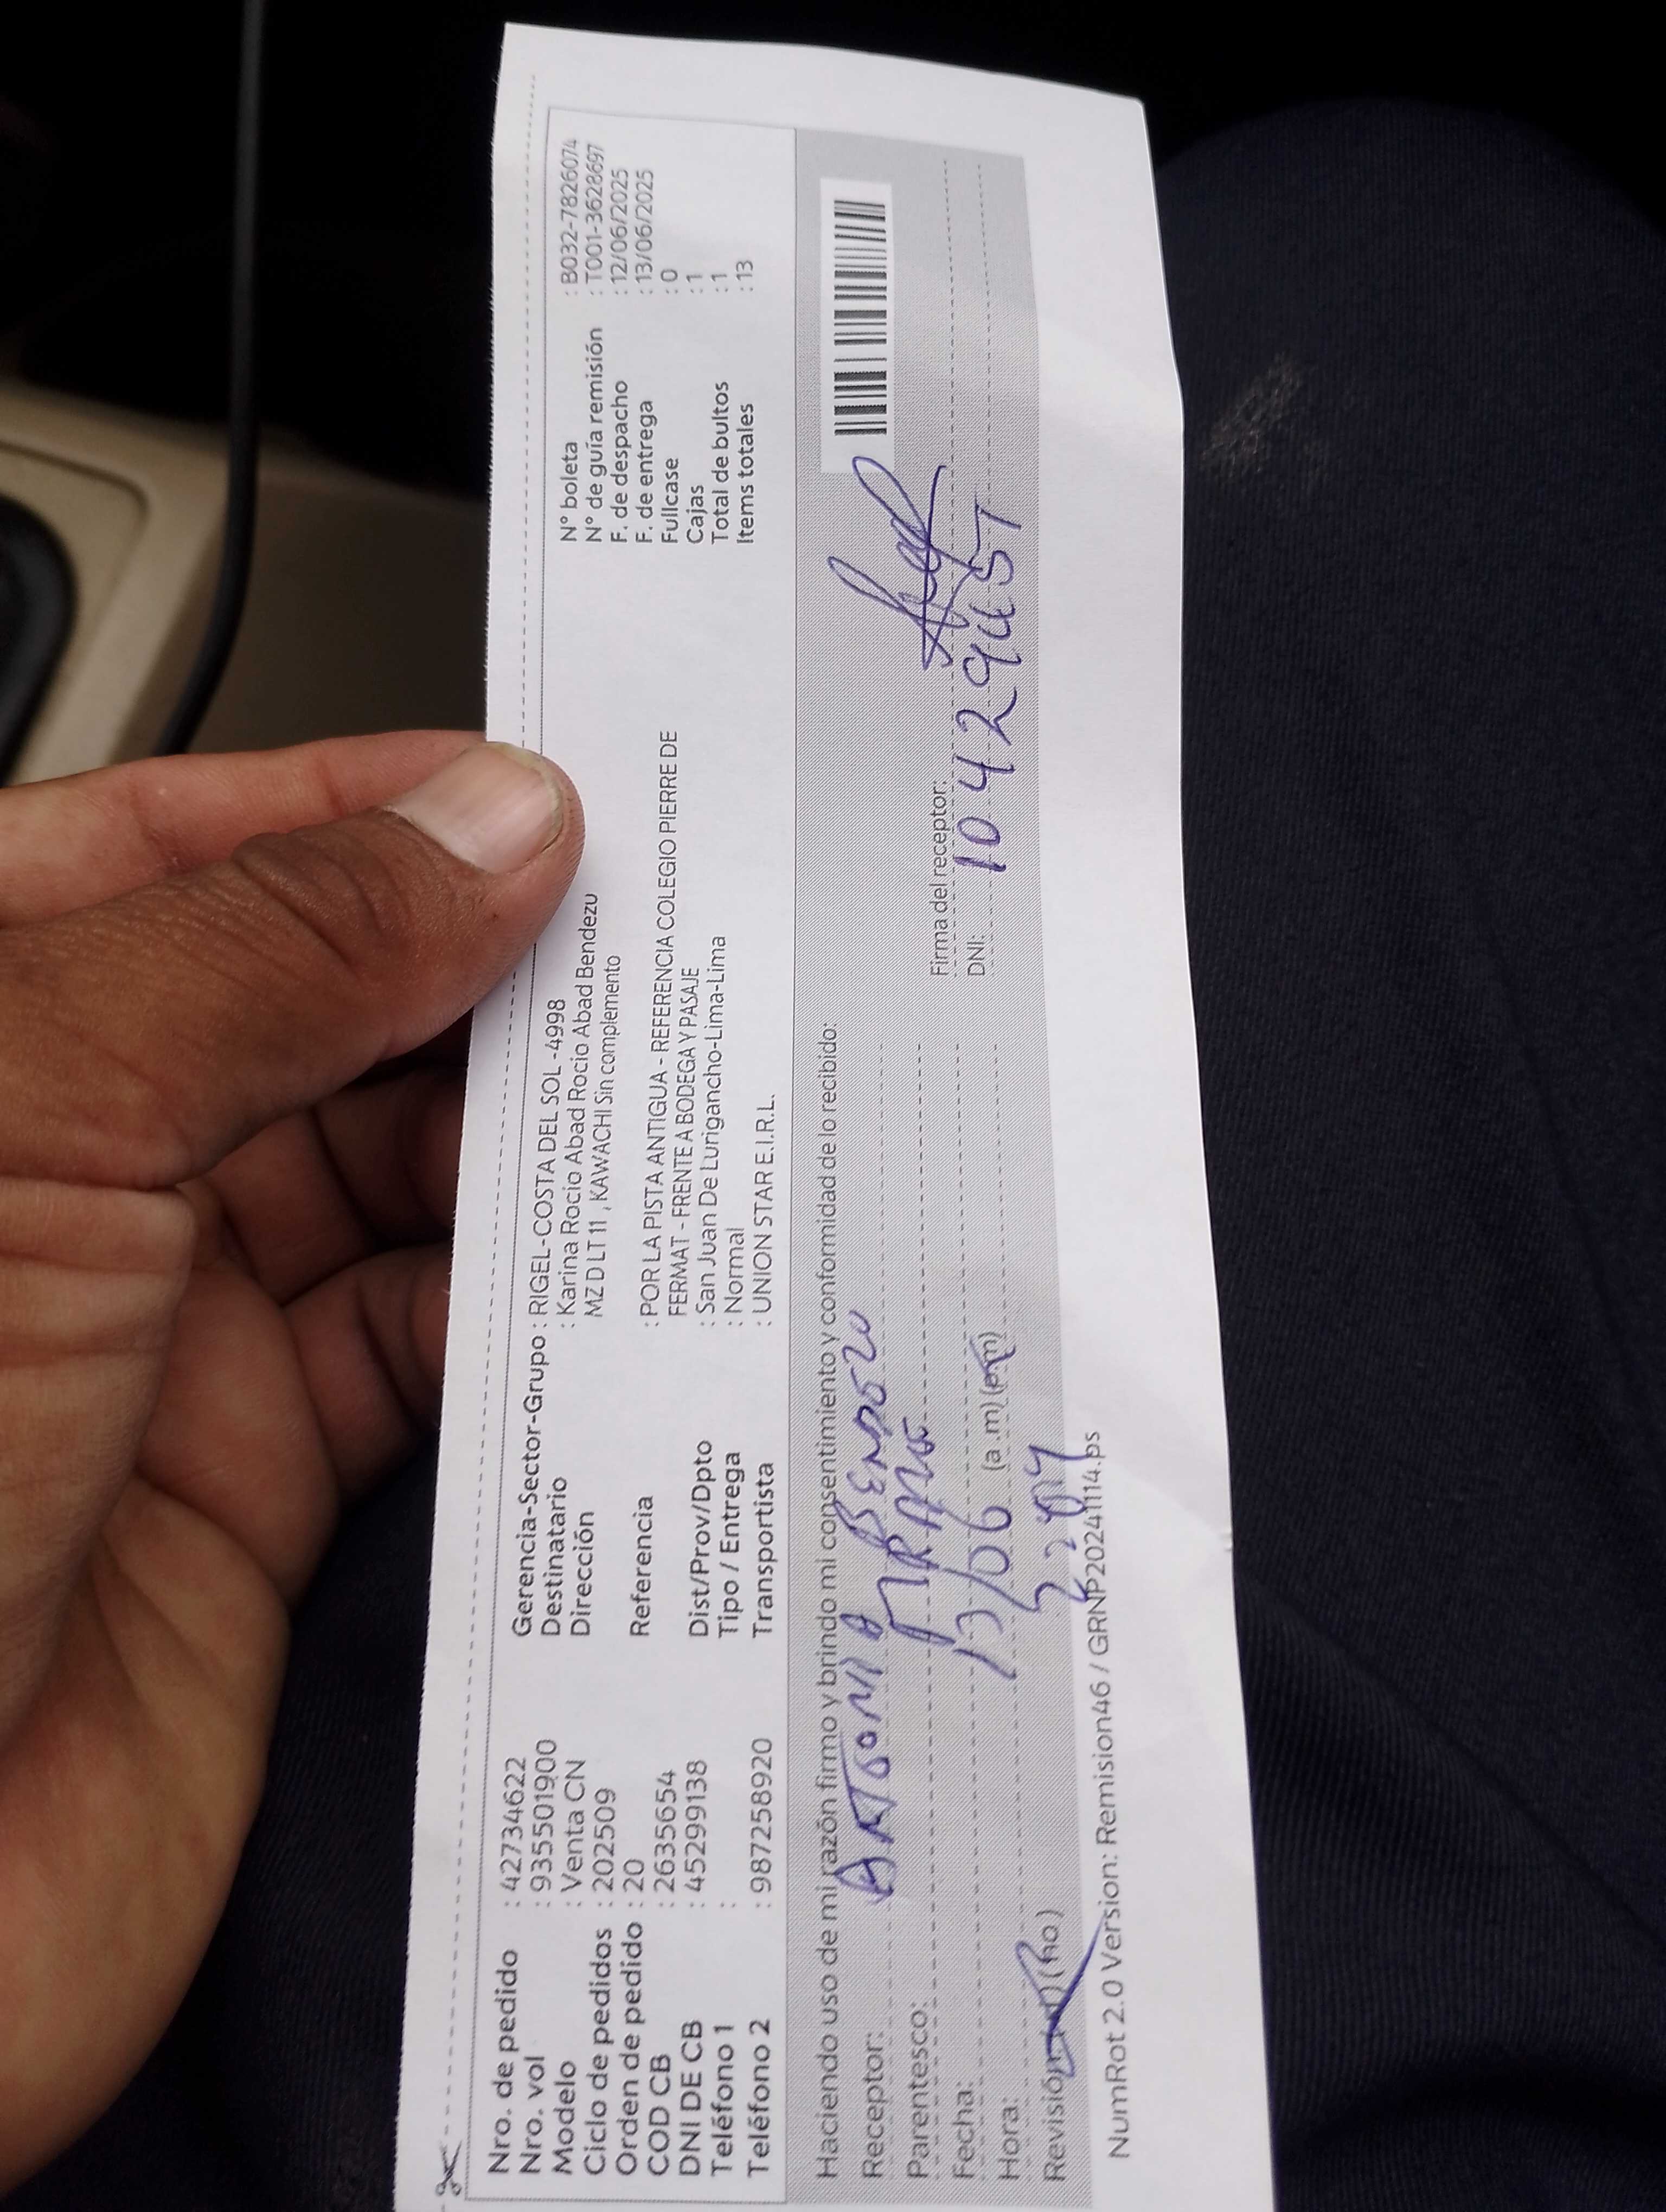 Nro. de pedido : 42734622 Gerencia-Sector-Grupo : RIGEL-COSTA DEL SOL -4998 N° boleta : B032-7826074
Nro. vol : 9355501900 Destinatario : Karina Rocio Abad Rocio Abad Bendezu N° de guía remisión : T001-3628697
Modelo : Venta CN Dirección MZ D LT 11 , KAWACHI Sin complemento F. de despacho : 12/06/2025
Ciclo de pedidos : 202509 F. de entrega : 13/06/2025
Orden de pedido : 20 Referencia : POR LA PISTA ANTIGUA - REFERENCIA COLEGIO PIERRE DE Fullcase : 0
COD CB : 2635654 FERMAT - FRENTE A BODEGA Y PASAJE Cajas : 1
DNI DE CB : 45299138 Dist/Prov/Dpto : San Juan De Lurigancho-Lima-Lima Total de bultos : 1
Teléfono 1 : Tipo / Entrega : Normal Items totales : 13
Teléfono 2 : 987258920 Transportista : UNION STAR E.I.R.L.
Haciendo uso de mi razón firmo y brindo mi consentimiento y conformidad de lo recibido:
Receptor: ANTONIA BENDEZU
Parentesco: Firma del receptor:
Fecha: 13/06 DNI: 10429457
Hora: (a.m) (p.m)
Revisión (no)
NumRot 2.0 Version: Remision46 / GRNP20241114.ps